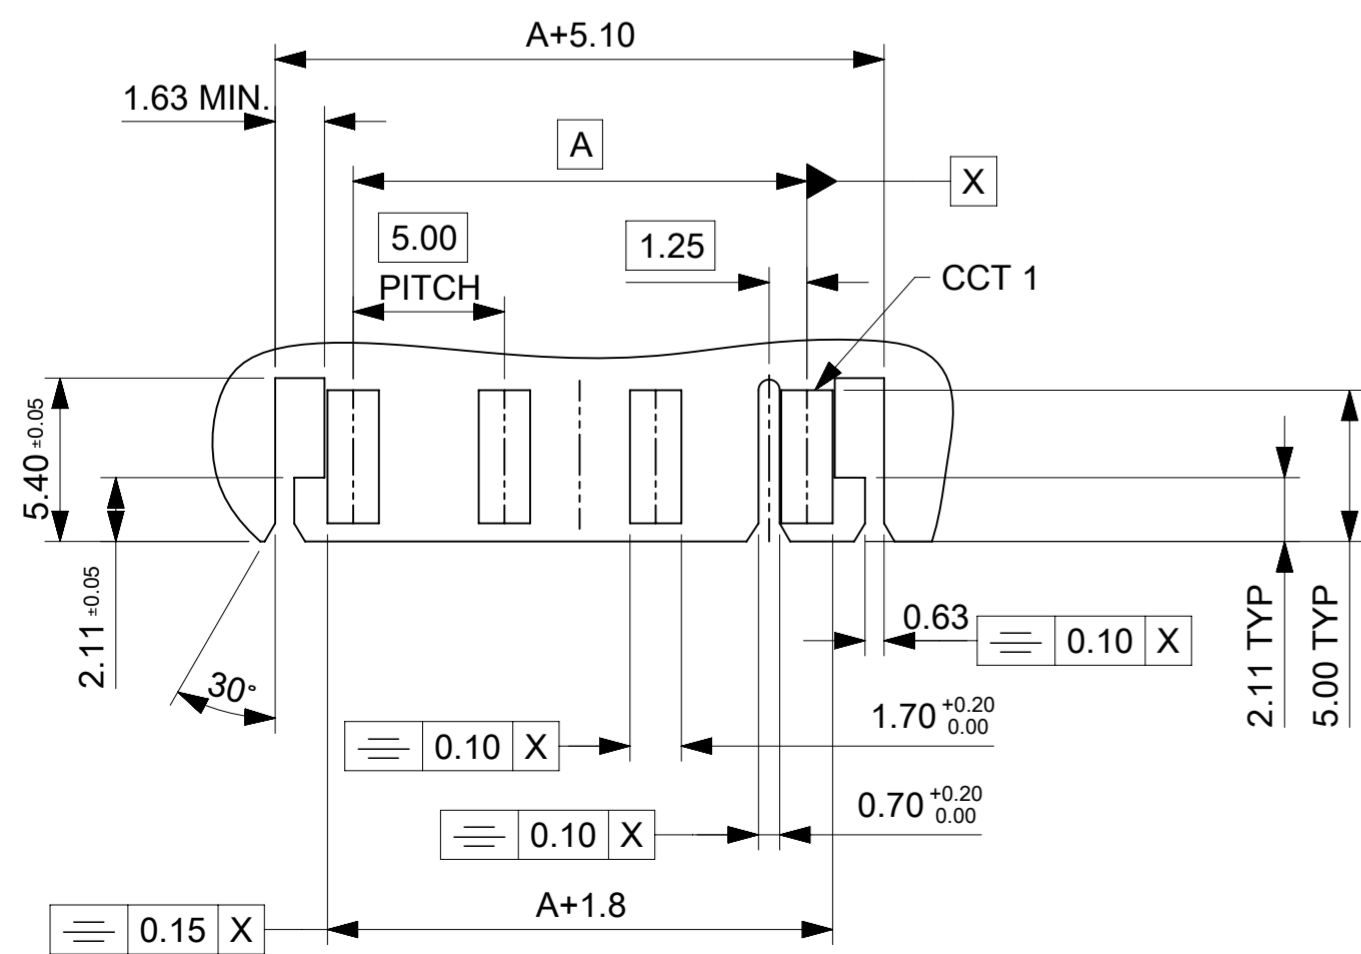 A+5.10
1.63 MIN.
A
X
5.00
PITCH
1.25
CCT 1
5.40 ±0.05
2.11 ±0.05
30°
0.63
0.10 X
2.11 TYP
5.00 TYP
1.70 +0.20 0.00
0.10 X
0.70 +0.20 0.00
0.10 X
A+1.8
0.15 X